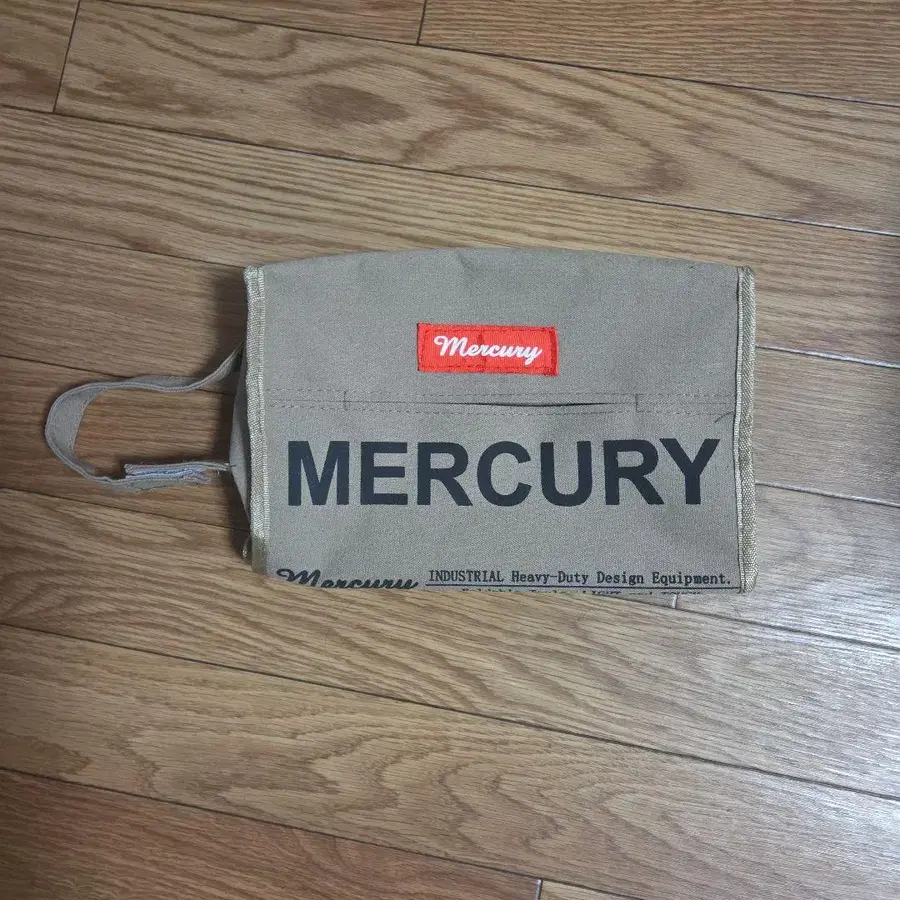 Mercury
MERCURY
Mercury INDUSTRIAL Heavy-Duty Design Equipment.